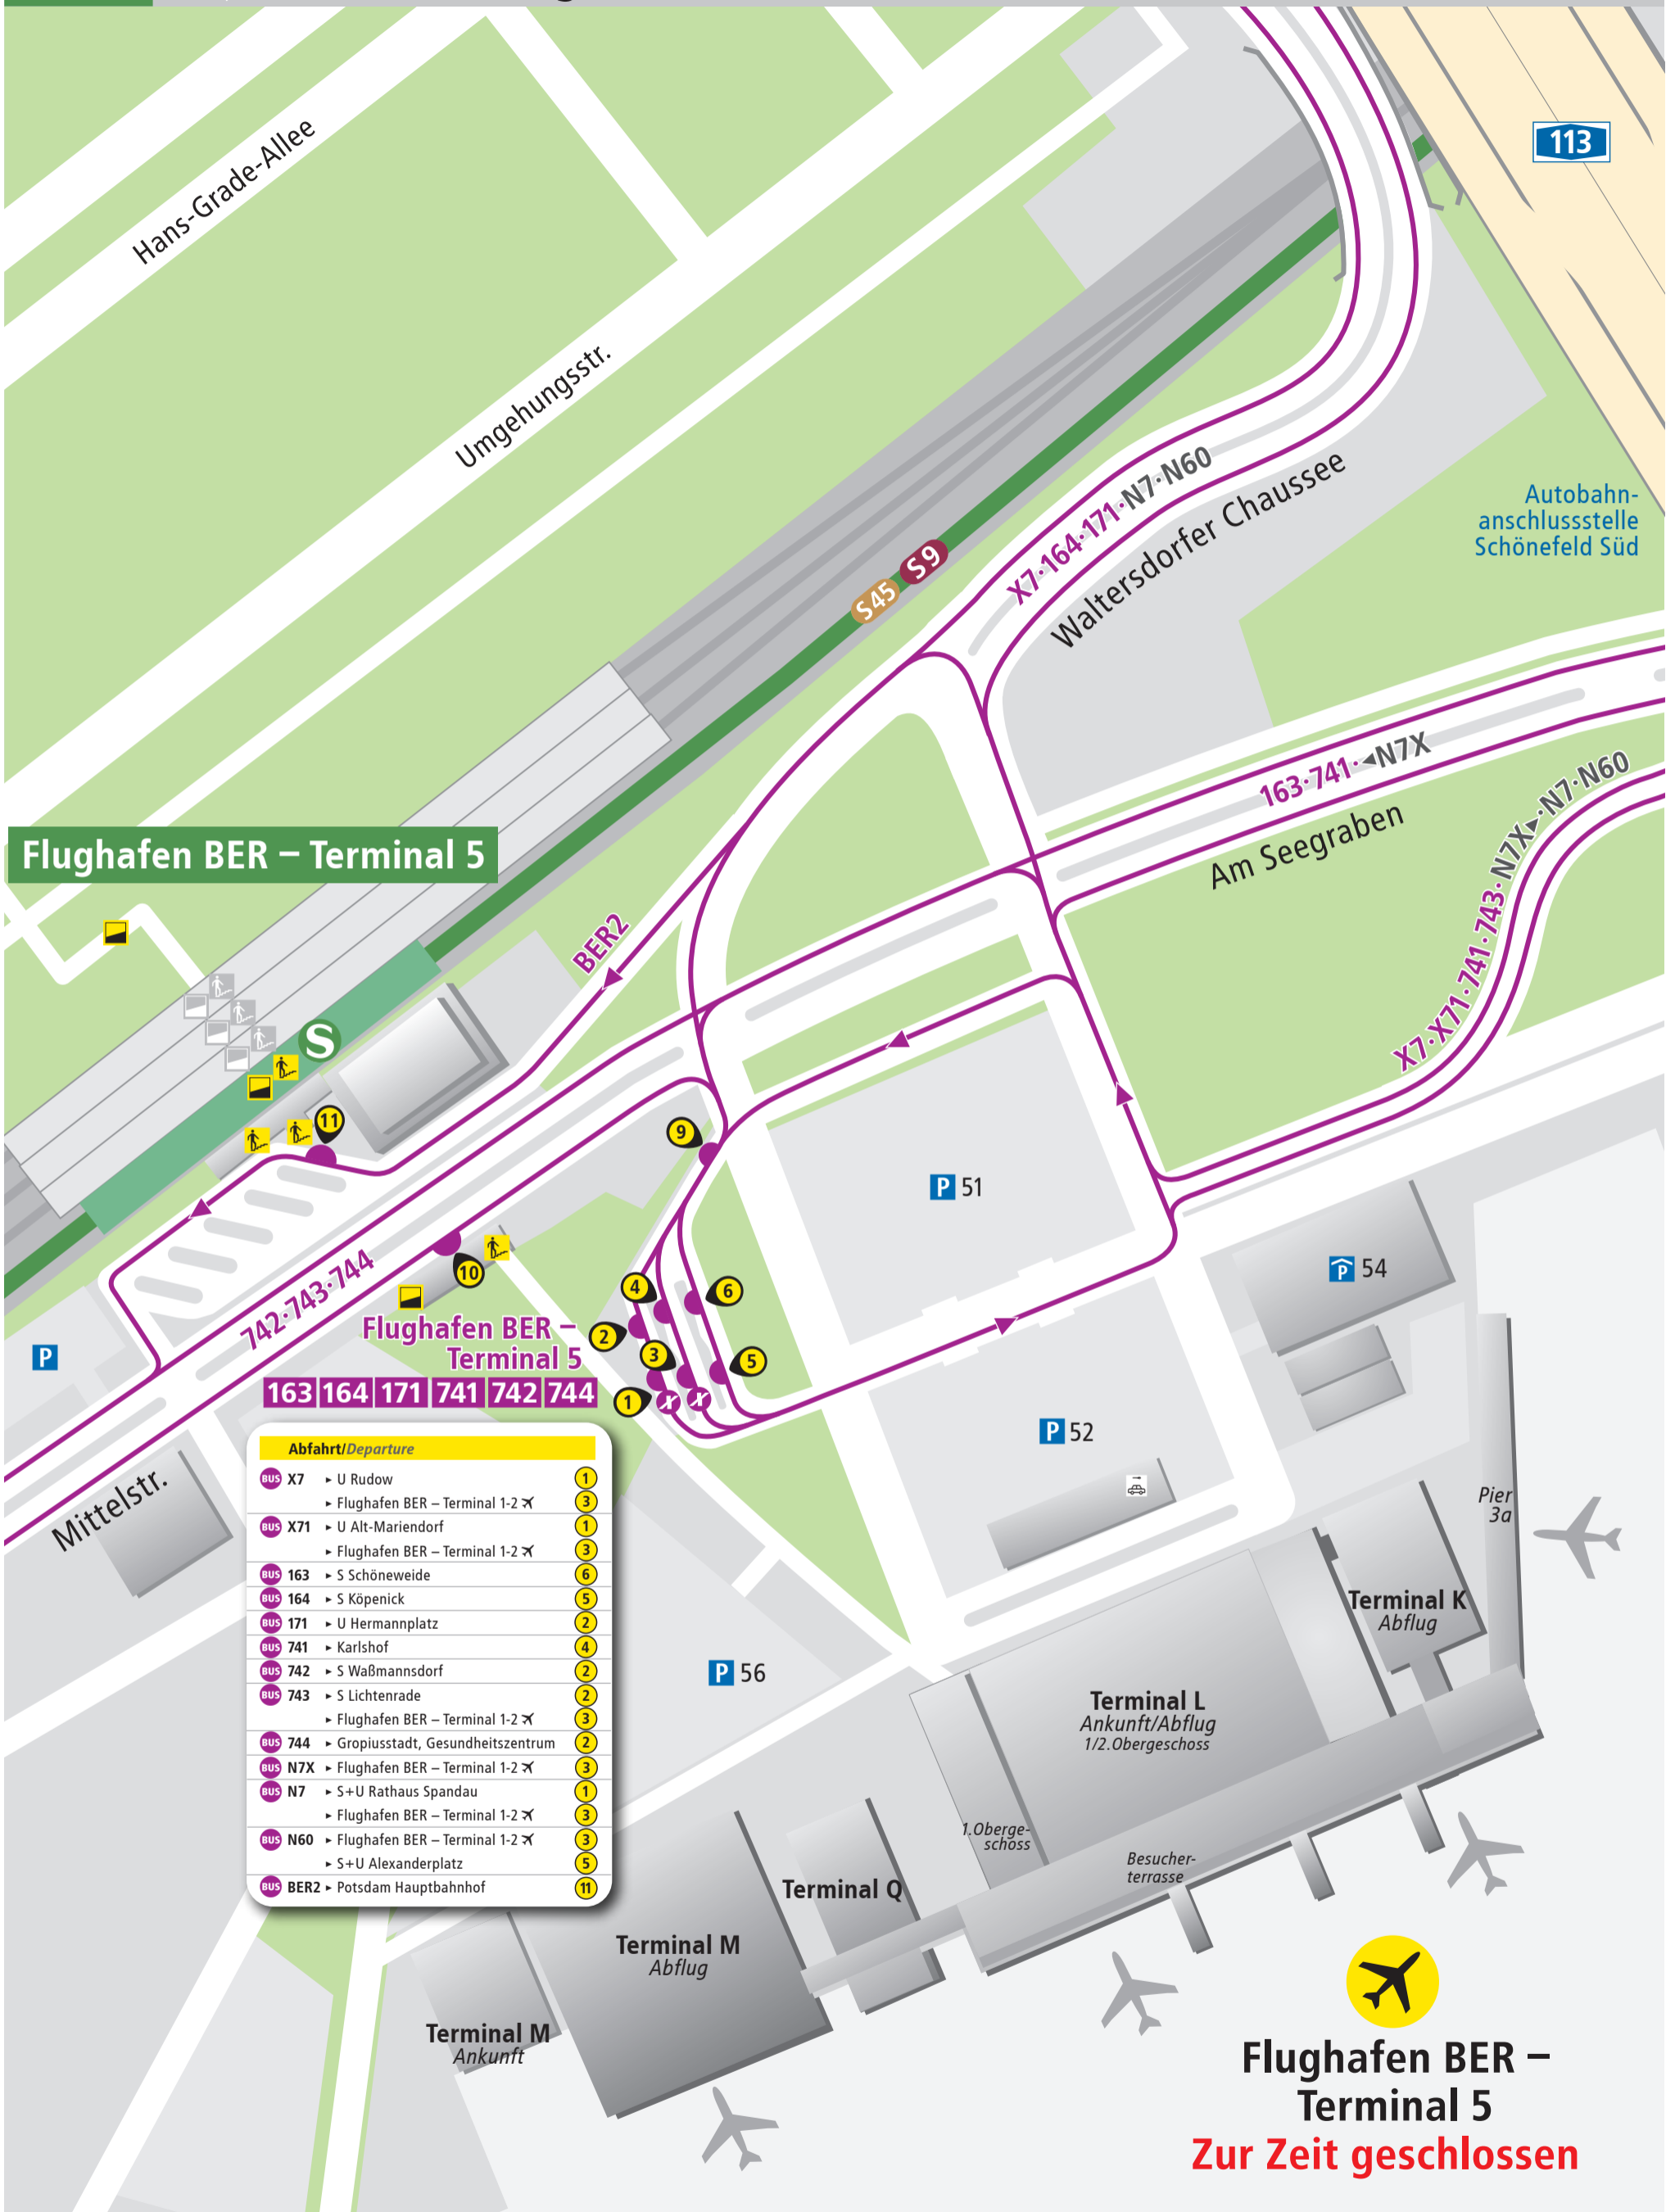 113
Hans-Grade-Allee
Umgehungsstr.
X7·164·171·N7·N60
Waltersdorfer Chaussee
Autobahn-
anschlussstelle
Schönefeld Süd
S9
S45
163·741·◄N7X
Am Seegraben
X7·X71·741·743·N7X►·N7·N60
Flughafen BER – Terminal 5
BER2
S
11
9
P 51
10
742·743·744
4
6
2
3
5
1
X
X
P 54
P
Flughafen BER –
Terminal 5
163 164 171 741 742 744
P 52
Mittelstr.
Abfahrt/Departure
BUS X7 ▸ U Rudow 1
▸ Flughafen BER – Terminal 1-2 3
BUS X71 ▸ U Alt-Mariendorf 1
▸ Flughafen BER – Terminal 1-2 3
BUS 163 ▸ S Schöneweide 6
BUS 164 ▸ S Köpenick 5
BUS 171 ▸ U Hermannplatz 2
BUS 741 ▸ Karlshof 4
BUS 742 ▸ S Waßmannsdorf 2
BUS 743 ▸ S Lichtenrade 2
▸ Flughafen BER – Terminal 1-2 3
BUS 744 ▸ Gropiusstadt, Gesundheitszentrum 2
BUS N7X ▸ Flughafen BER – Terminal 1-2 3
BUS N7 ▸ S+U Rathaus Spandau 1
▸ Flughafen BER – Terminal 1-2 3
BUS N60 ▸ Flughafen BER – Terminal 1-2 3
▸ S+U Alexanderplatz 5
BUS BER2 ▸ Potsdam Hauptbahnhof 11
Pier
3a
Terminal K
Abflug
P 56
Terminal L
Ankunft/Abflug
1/2.Obergeschoss
1.Oberge-
schoss
Besucher-
terrasse
Terminal Q
Terminal M
Abflug
Terminal M
Ankunft
Flughafen BER –
Terminal 5
Zur Zeit geschlossen